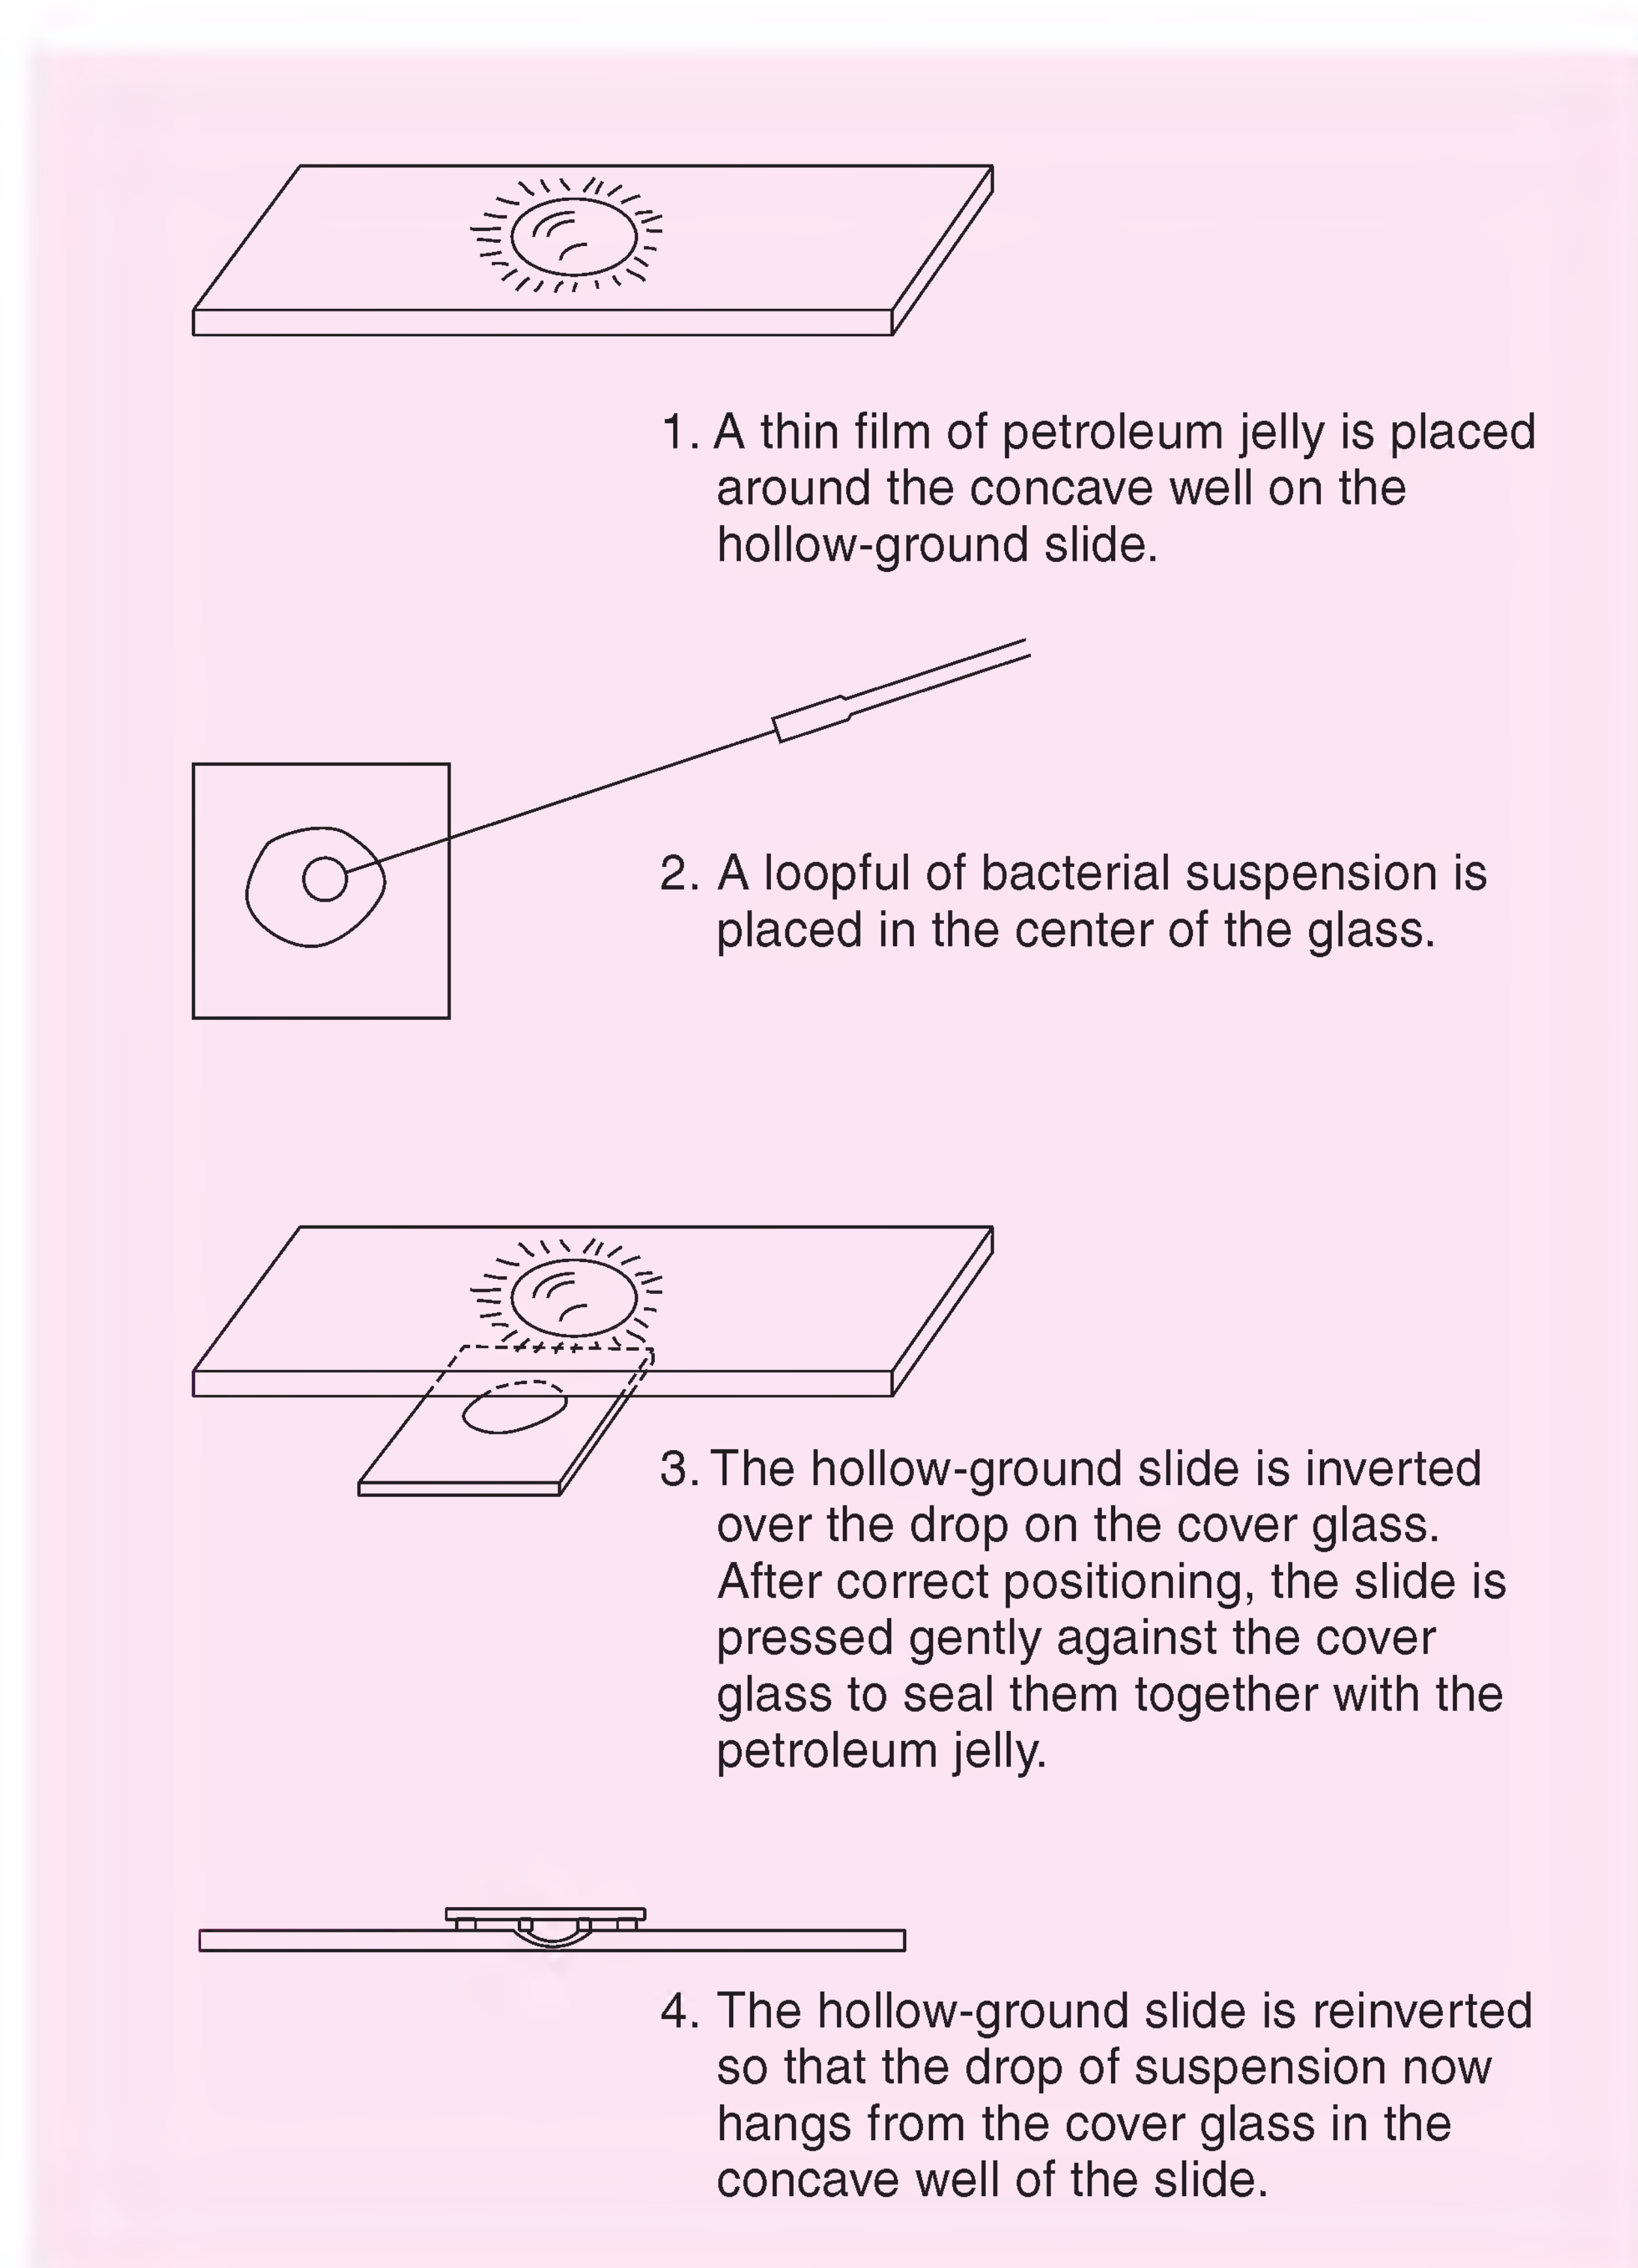 1. A thin film of petroleum jelly is placed
around the concave well on the
hollow-ground slide.
2. A loopful of bacterial suspension is
placed in the center of the glass.
3. The hollow-ground slide is inverted
over the drop on the cover glass.
After correct positioning, the slide is
pressed gently against the cover
glass to seal them together with the
petroleum jelly.
4. The hollow-ground slide is reinverted
so that the drop of suspension now
hangs from the cover glass in the
concave well of the slide.